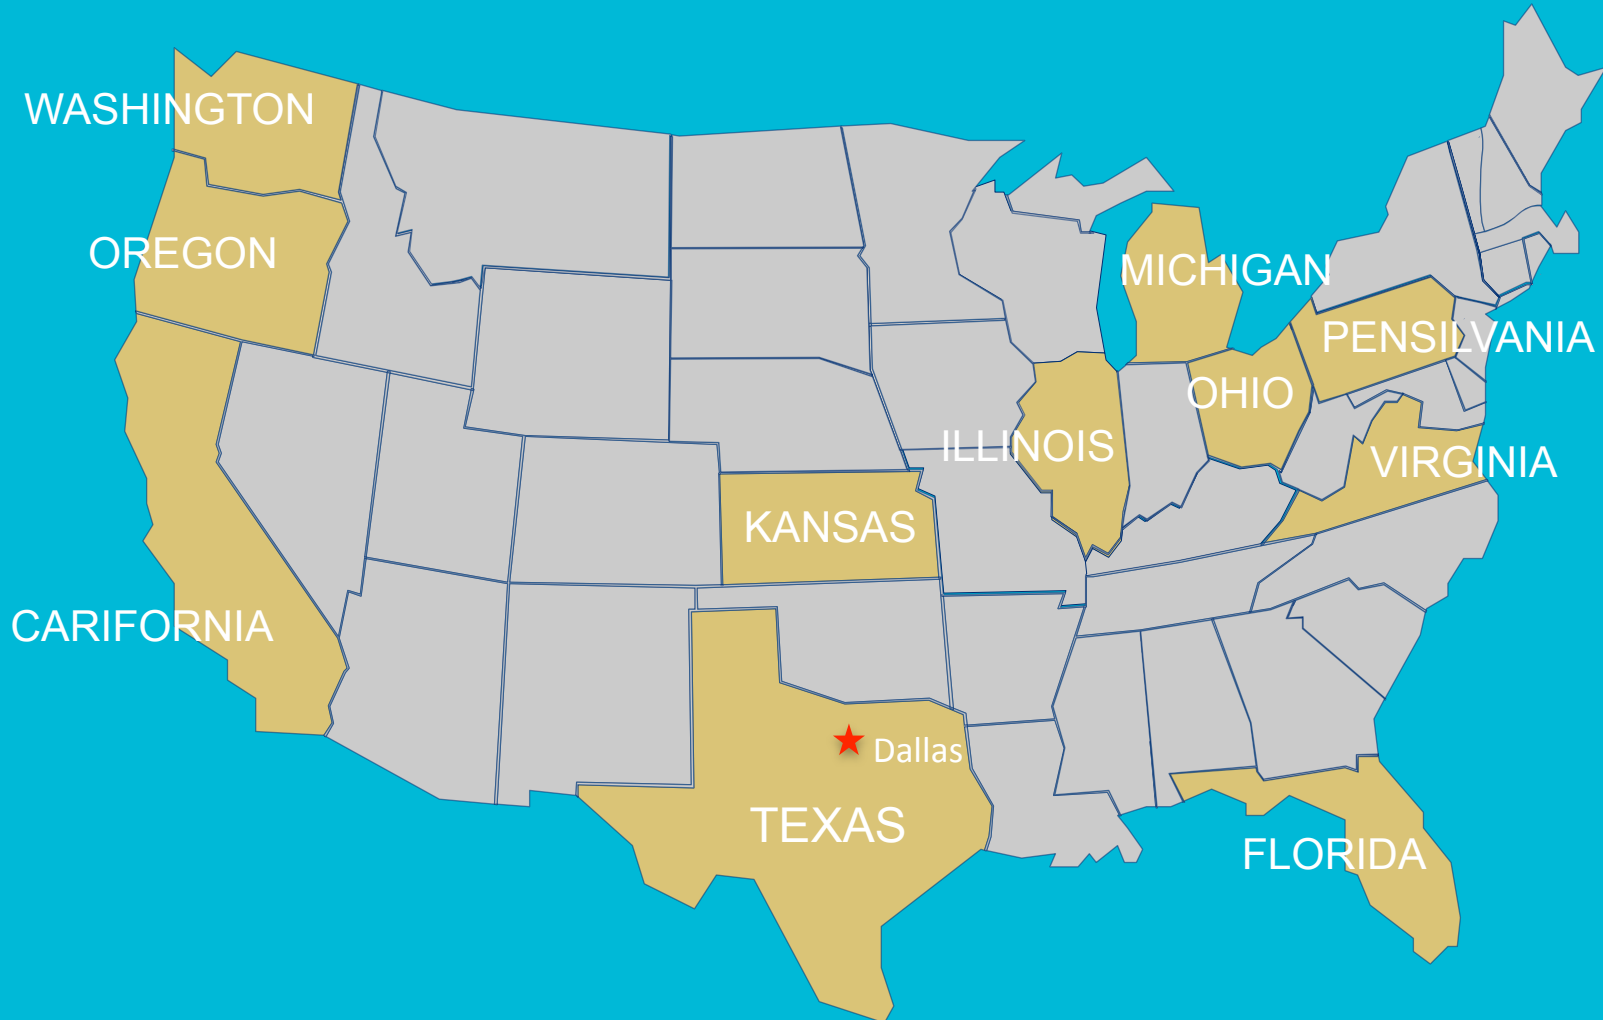 WASHINGTON
OREGON
MICHIGAN
PENSILVANIA
OHIO
ILLINOIS
VIRGINIA
KANSAS
CARIFORNIA
Dallas
TEXAS
FLORIDA